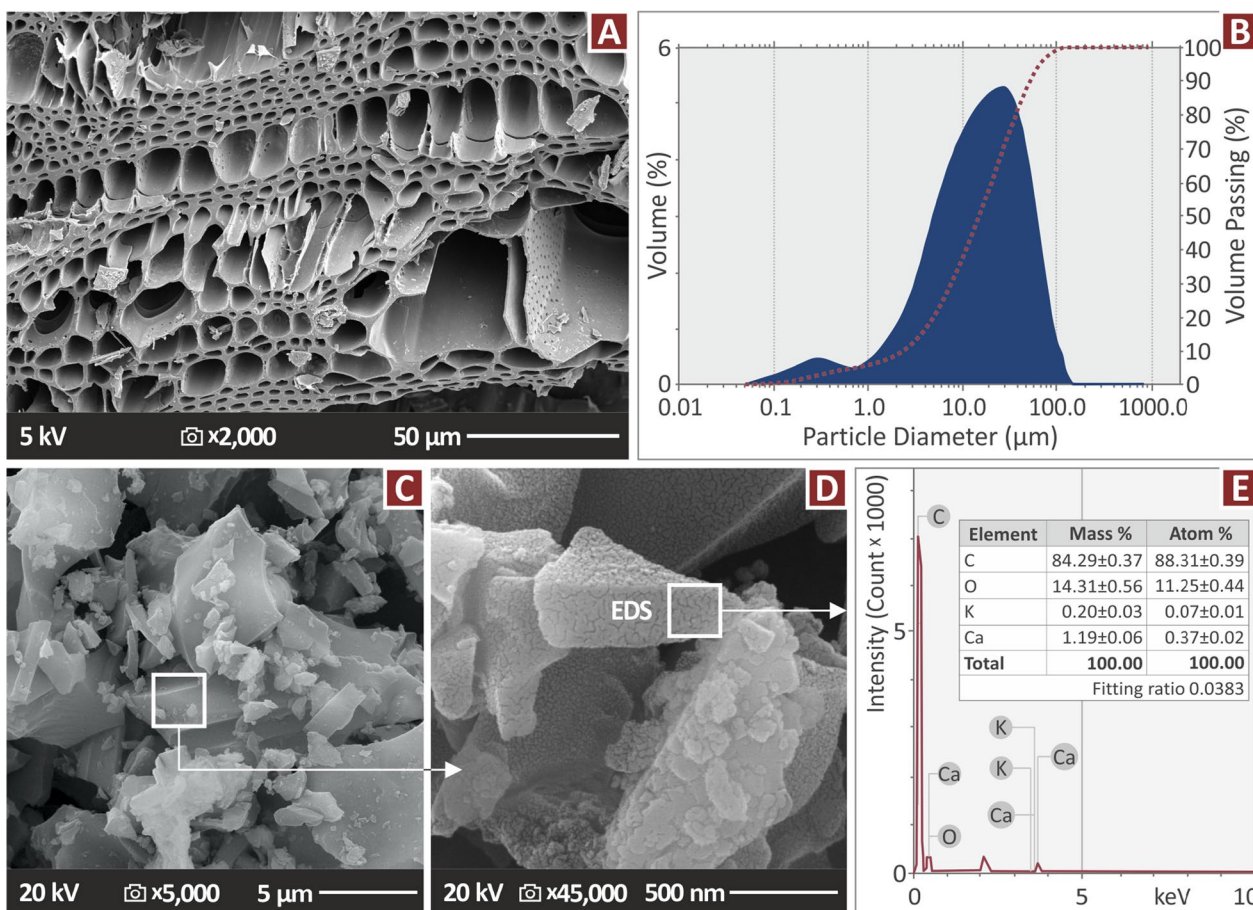 A
5 kV x2,000 50 µm
B
6
0
Volume (%)
100
90
80
70
60
50
40
30
20
10
0
Volume Passing (%)
0.01 0.1 1.0 10.0 100.0 1000.0
Particle Diameter (µm)
C
20 kV x5,000 5 µm
D
EDS
20 kV x45,000 500 nm
E
Intensity (Count x 1000)
5
0
C
Element Mass % Atom %
C 84.29±0.37 88.31±0.39
O 14.31±0.56 11.25±0.44
K 0.20±0.03 0.07±0.01
Ca 1.19±0.06 0.37±0.02
Total 100.00 100.00
Fitting ratio 0.0383
K
Ca
K
Ca
Ca
O
0 5 keV 10